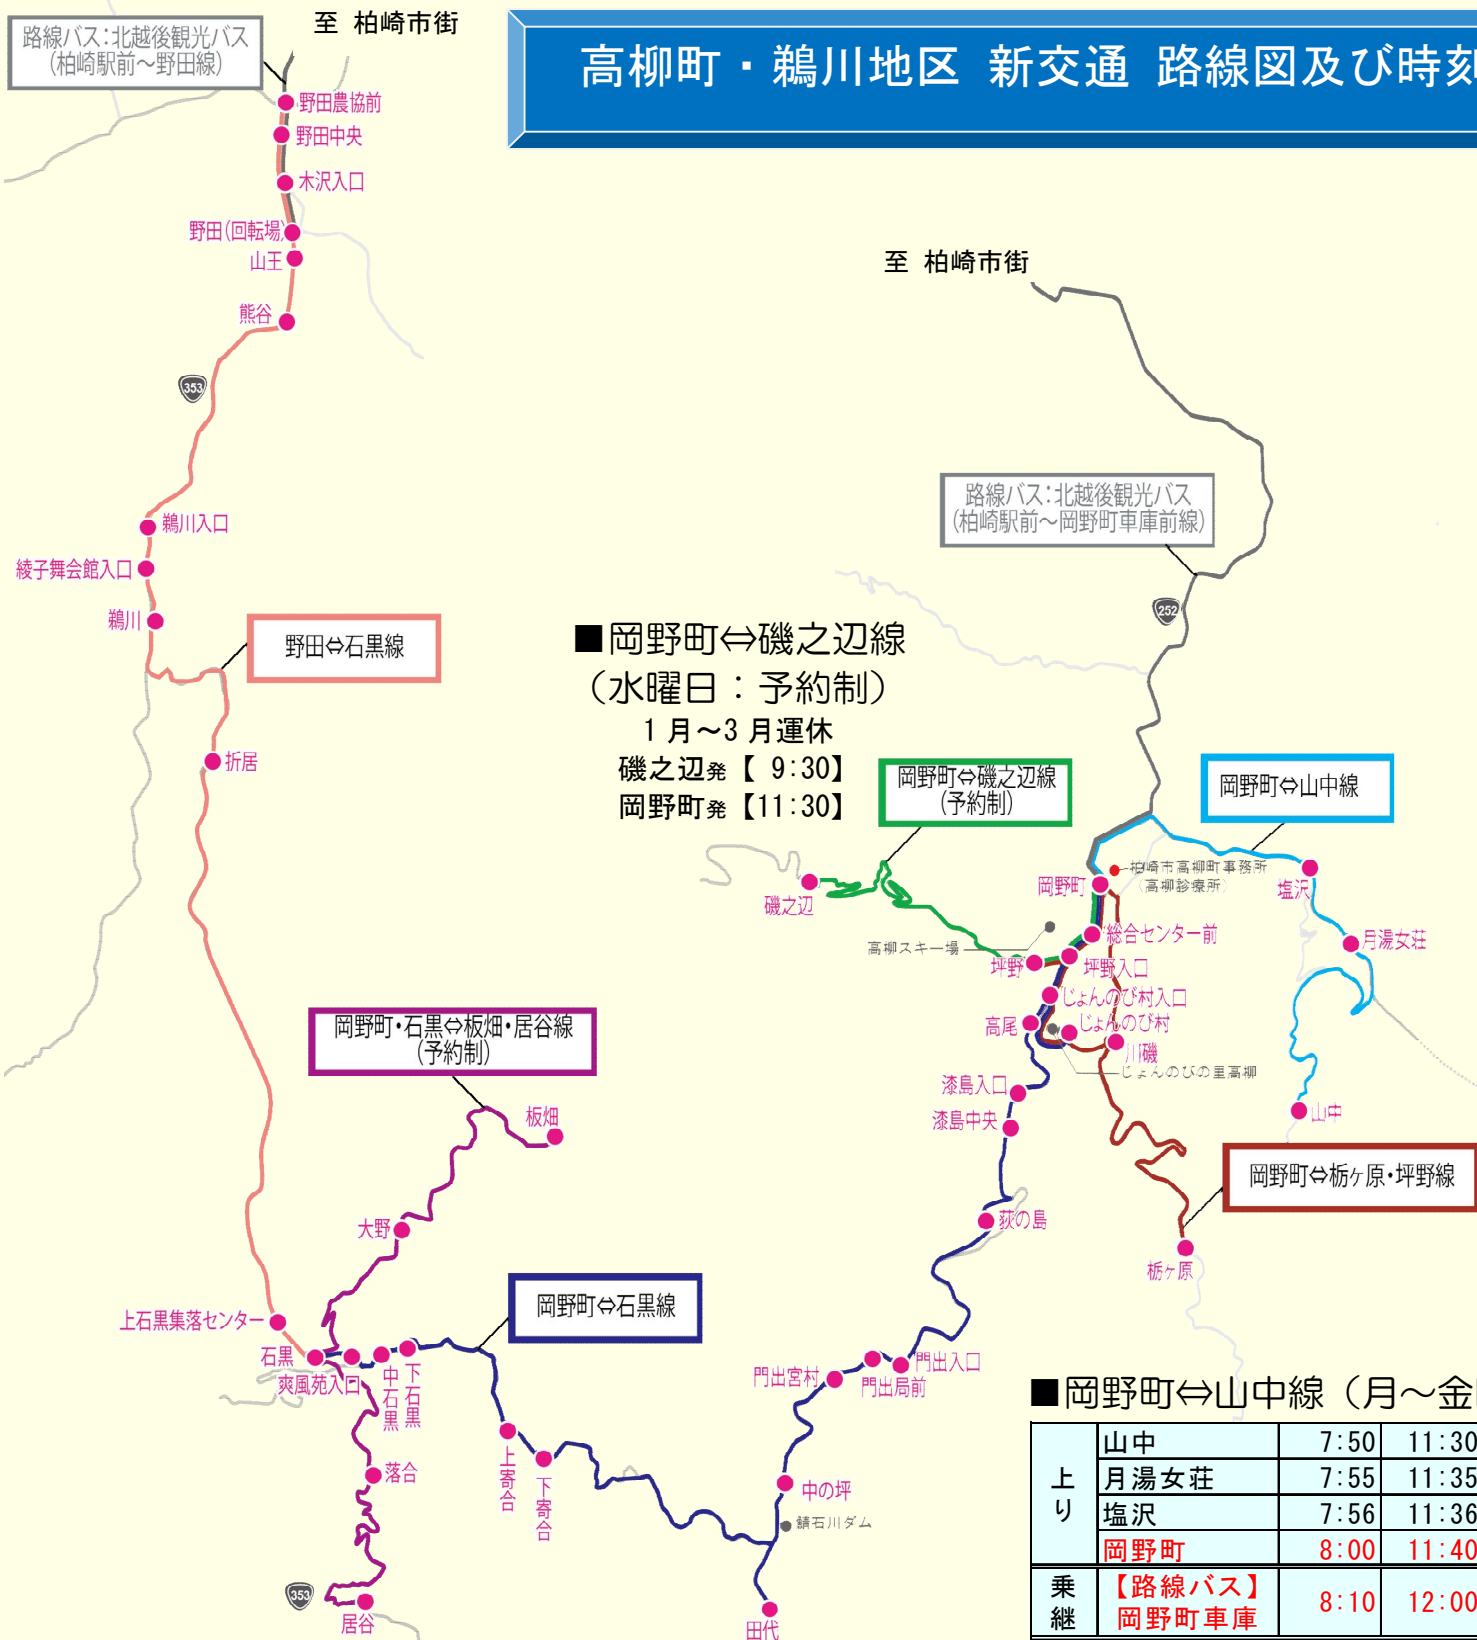 至 柏崎市街
路線バス:北越後観光バス
(柏崎駅前～野田線)
高柳町・鵜川地区 新交通 路線図及び時刻
野田農協前
野田中央
木沢入口
野田(回転場)
山王
熊谷
353
至 柏崎市街
路線バス:北越後観光バス
(柏崎駅前～岡野町車庫前線)
252
鵜川入口
綾子舞会館入口
鵜川
野田⇔石黒線
折居
■岡野町⇔磯之辺線
（水曜日：予約制）
1月～3月運休
磯之辺発【 9:30】
岡野町発【11:30】
岡野町⇔磯之辺線
(予約制)
岡野町⇔山中線
磯之辺
岡野町
柏崎市高柳町事務所
(高柳診療所)
塩沢
総合センター前
月湯女荘
高柳スキー場
坪野
坪野入口
じょんのび村入口
高尾
じょんのび村
川磯
じょんのびの里高柳
漆島入口
漆島中央
山中
岡野町・石黒⇔板畑・居谷線
(予約制)
板畑
大野
岡野町⇔栃ヶ原・坪野線
荻の島
栃ヶ原
岡野町⇔石黒線
上石黒集落センター
石黒
爽風苑入口
中石黒
下石黒
門出宮村
門出局前
門出入口
上寄合
下寄合
落合
中の坪
鯖石川ダム
353
居谷
田代
■岡野町⇔山中線（月～金
上り
山中 7:50 11:30
月湯女荘 7:55 11:35
塩沢 7:56 11:36
岡野町 8:00 11:40
乗継
【路線バス】
岡野町車庫 8:10 12:00